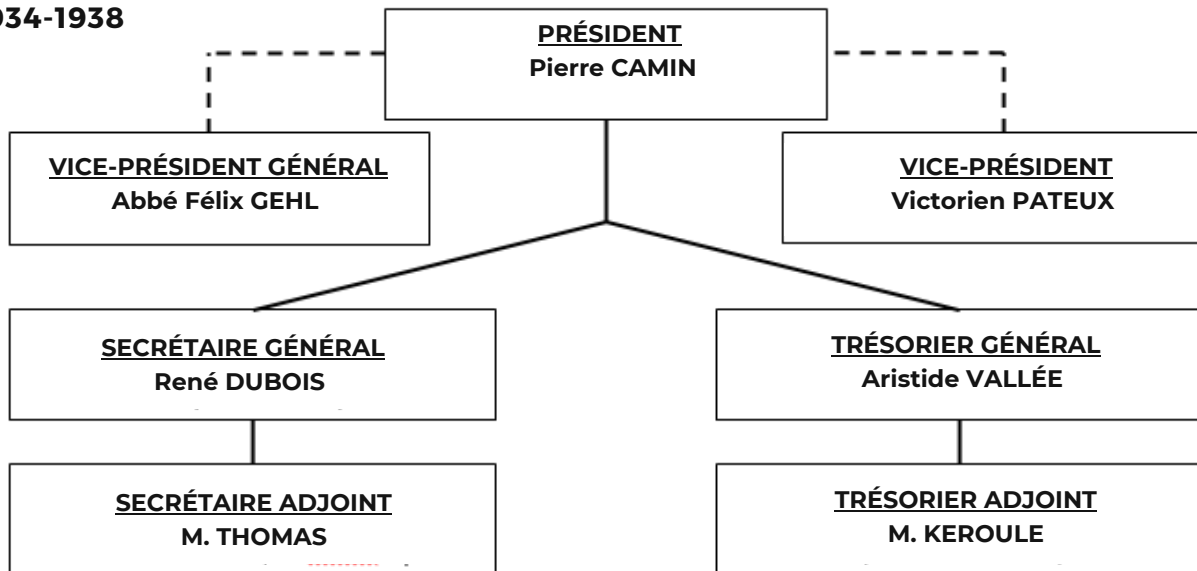 934-1938
PRÉSIDENT
Pierre CAMIN
VICE-PRÉSIDENT GÉNÉRAL
Abbé Félix GEHL
VICE-PRÉSIDENT
Victorien PATEUX
SECRÉTAIRE GÉNÉRAL
René DUBOIS
TRÉSORIER GÉNÉRAL
Aristide VALLÉE
SECRÉTAIRE ADJOINT
M. THOMAS
TRÉSORIER ADJOINT
M. KEROULE